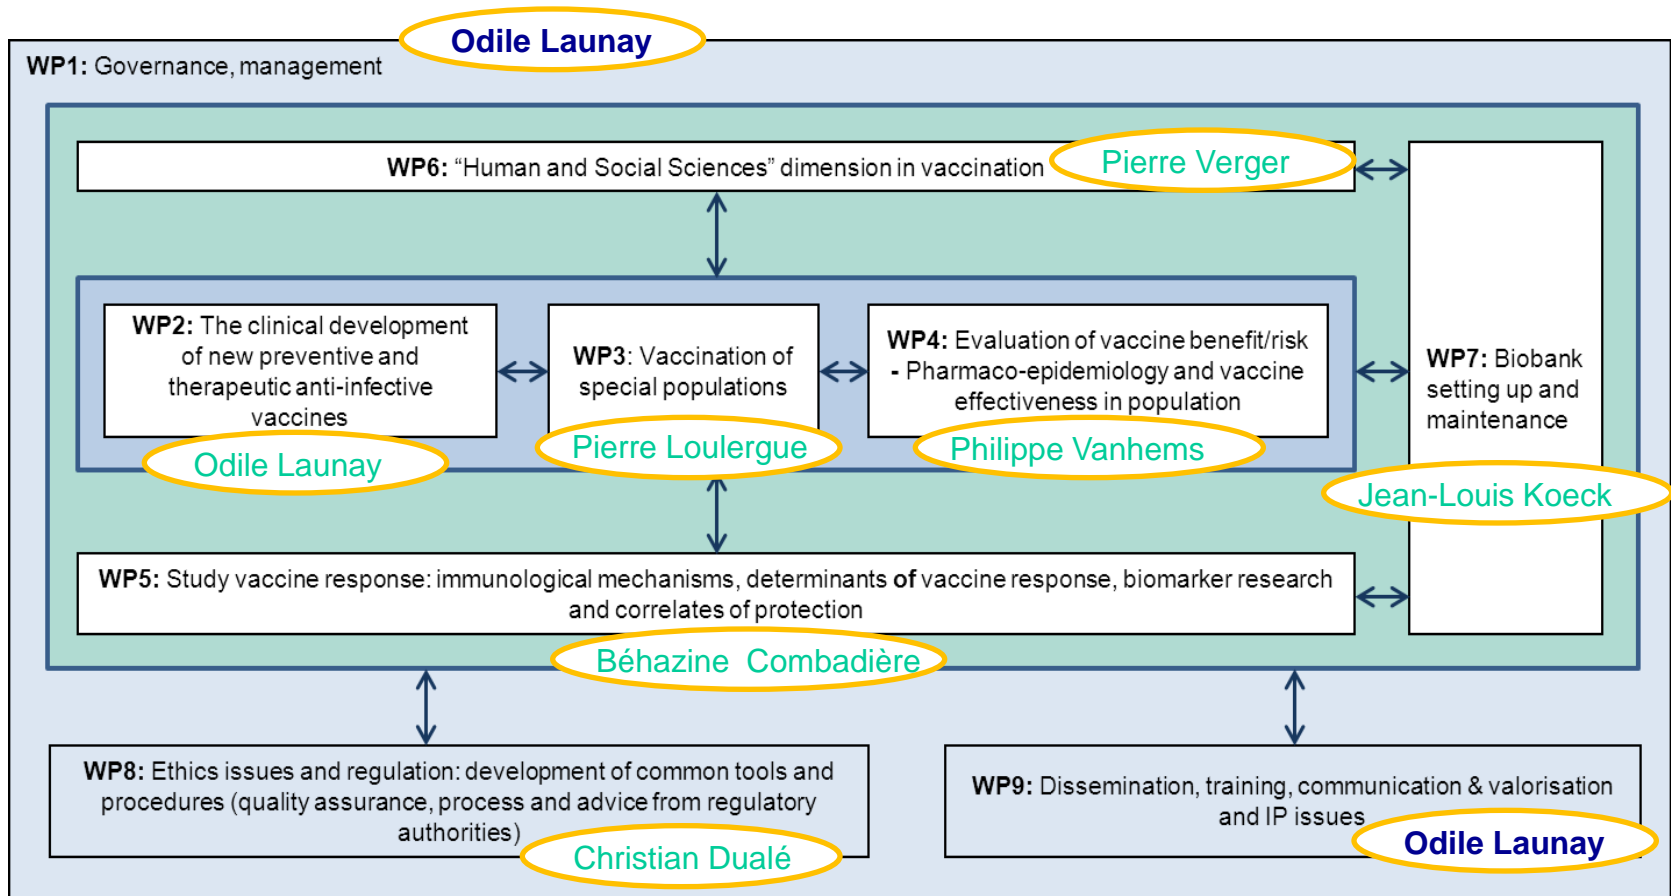 Odile Launay
WP1: Governance, management
WP6: “Human and Social Sciences” dimension in vaccination
Pierre Verger
WP2: The clinical development
of new preventive and
therapeutic anti-infective
vaccines
Odile Launay
WP3: Vaccination of
special populations
Pierre Loulergue
WP4: Evaluation of vaccine benefit/risk
- Pharmaco-epidemiology and vaccine
effectiveness in population
Philippe Vanhems
WP7: Biobank
setting up and
maintenance
Jean-Louis Koeck
WP5: Study vaccine response: immunological mechanisms, determinants of vaccine response, biomarker research
and correlates of protection
Béhazine Combadière
WP8: Ethics issues and regulation: development of common tools and
procedures (quality assurance, process and advice from regulatory
authorities)
Christian Dualé
WP9: Dissemination, training, communication & valorisation
and IP issues
Odile Launay